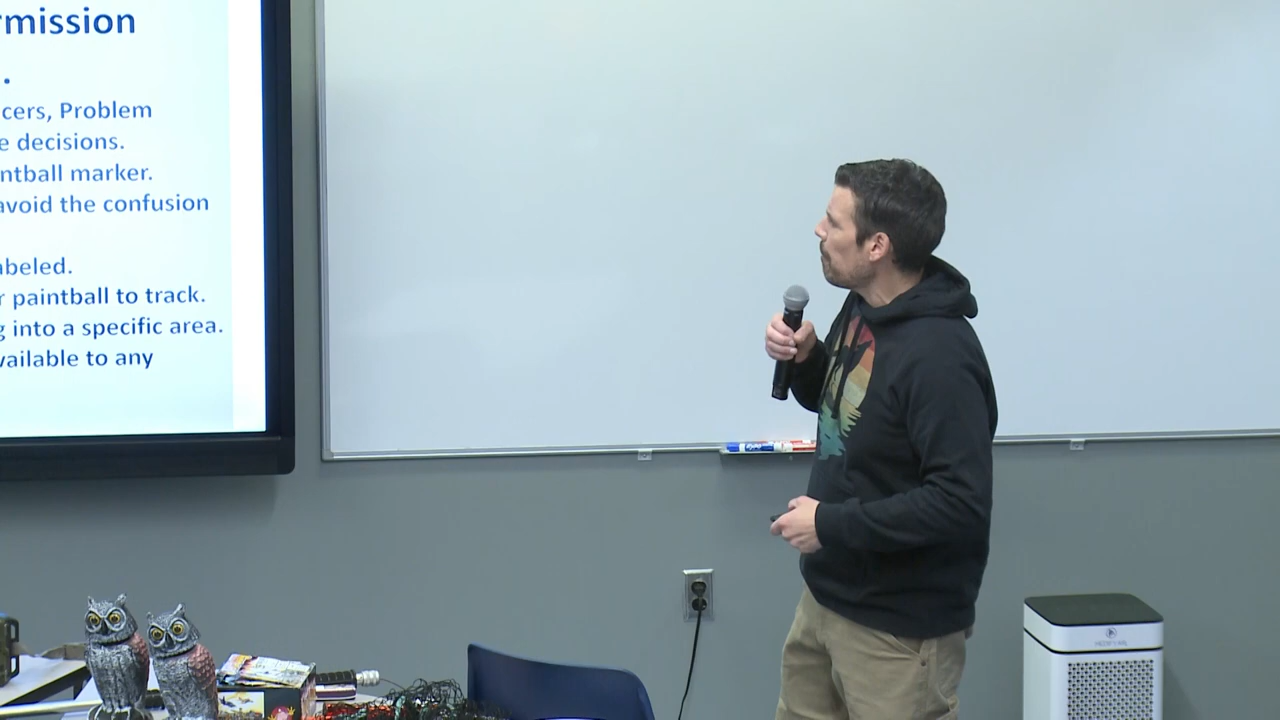 rmission
.
cers, Problem
e decisions.
ntball marker.
avoid the confusion
abeled.
r paintball to track.
g into a specific area.
vailable to any